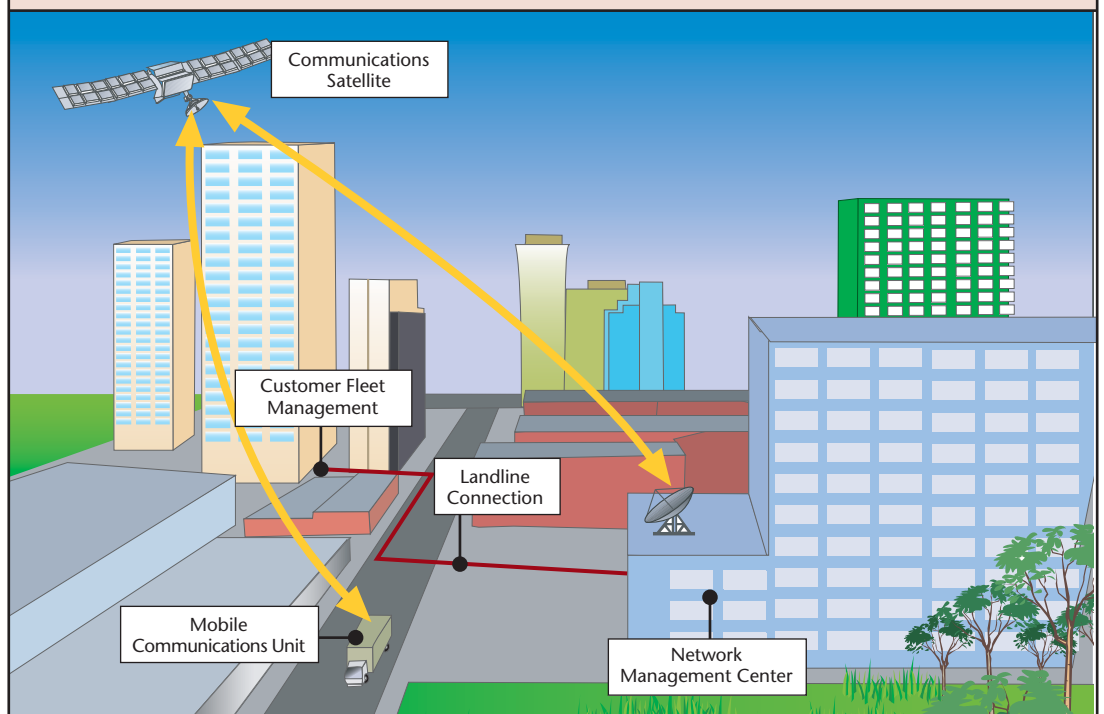 Communications
Satellite
Customer Fleet
Management
Landline
Connection
Mobile
Communications Unit
Network
Management Center